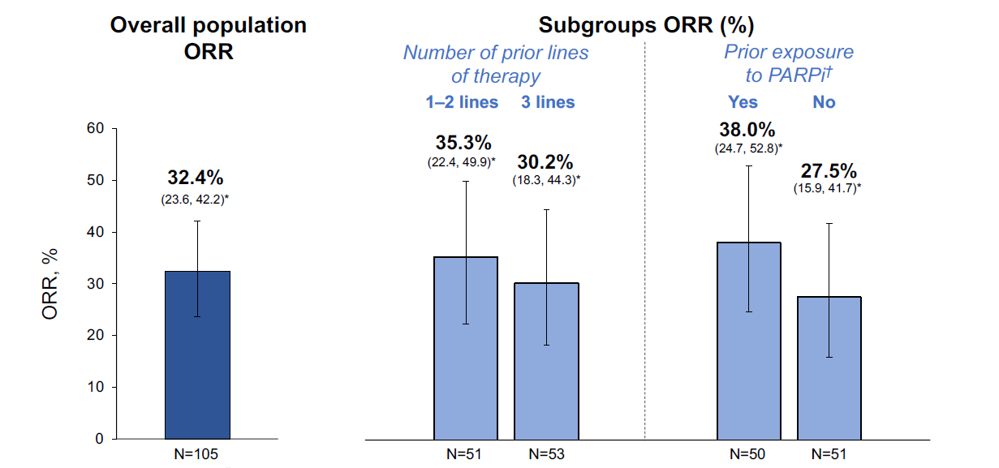 Overall population
ORR
Subgroups ORR (%)
Number of prior lines
of therapy
Prior exposure
to PARPi†
1–2 lines 3 lines
Yes No
60
50
40
30
20
10
0
ORR, %
32.4%
(23.6, 42.2)*
35.3%
(22.4, 49.9)*
30.2%
(18.3, 44.3)*
38.0%
(24.7, 52.8)*
27.5%
(15.9, 41.7)*
N=105
N=51
N=53
N=50
N=51